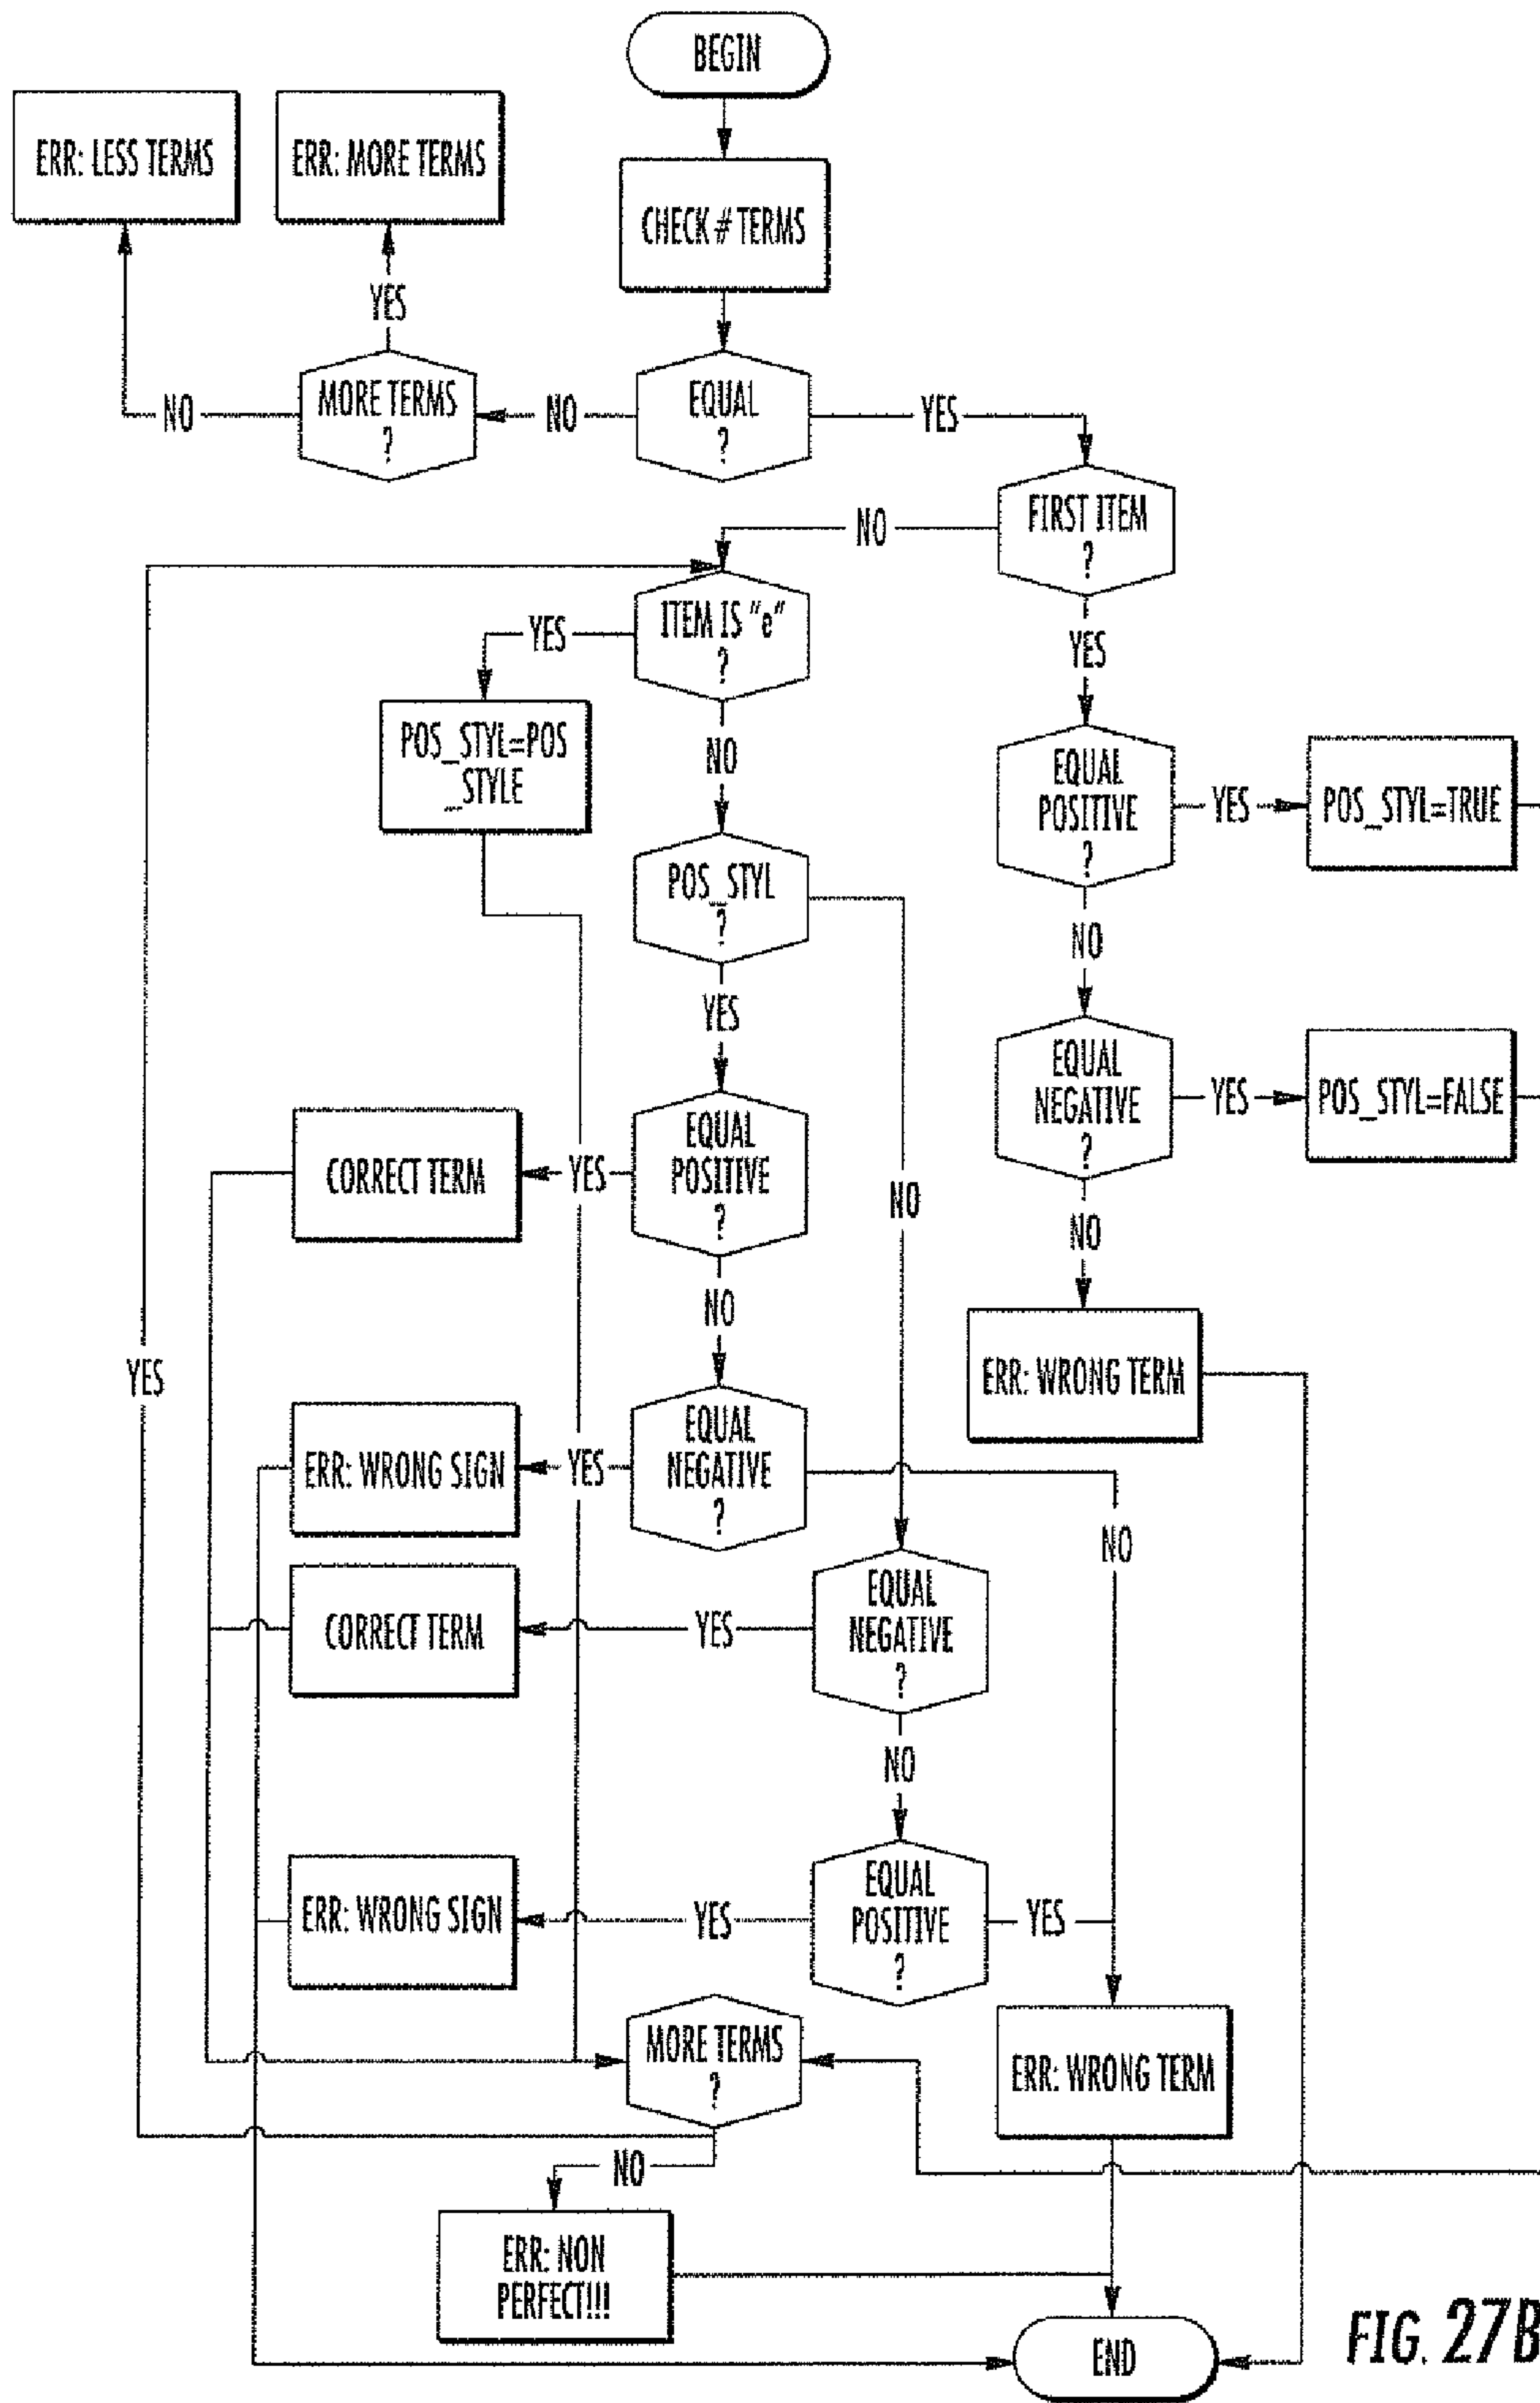 BEGIN
ERR: LESS TERMS
ERR: MORE TERMS
CHECK # TERMS
YES
MORE TERMS
?
NO
NO
EQUAL
?
YES
FIRST ITEM
?
NO
ITEM IS "e"
?
YES
YES
POS_STYL=POS
_STYLE
NO
EQUAL
POSITIVE
?
YES
POS_STYL=TRUE
POS_STYL
?
NO
YES
EQUAL
NEGATIVE
?
YES
POS_STYL=FALSE
CORRECT TERM
YES
EQUAL
POSITIVE
?
NO
NO
NO
YES
ERR: WRONG TERM
ERR: WRONG SIGN
YES
EQUAL
NEGATIVE
?
NO
CORRECT TERM
YES
EQUAL
NEGATIVE
?
NO
ERR: WRONG SIGN
YES
EQUAL
POSITIVE
?
YES
MORE TERMS
?
ERR: WRONG TERM
NO
ERR: NON
PERFECT!!!
END
FIG. 27B